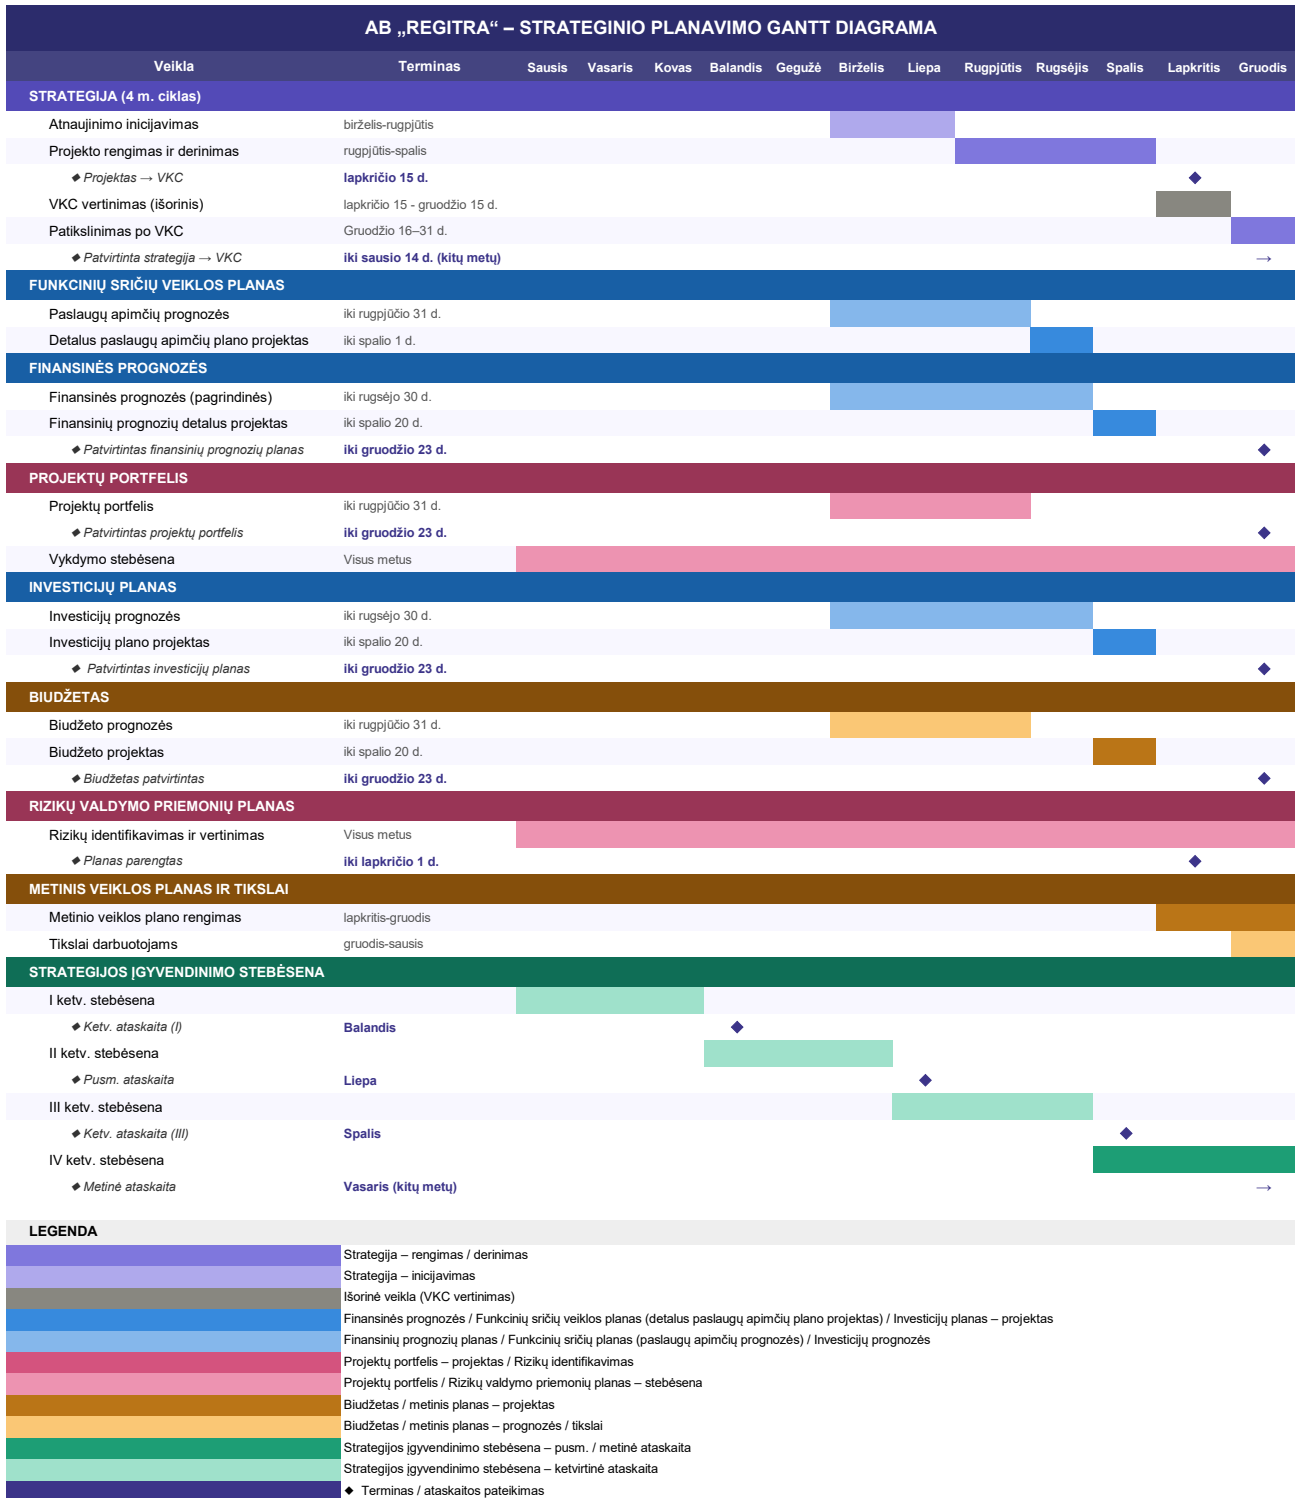 AB „REGITRA“ – STRATEGINIO PLANAVIMO GANTT DIAGRAMA
Veikla Terminas Sausis Vasaris Kovas Balandis Gegužė Birželis Liepa Rugpjūtis Rugsėjis Spalis Lapkritis Gruodis
STRATEGIJA (4 m. ciklas)
Atnaujinimo inicijavimas birželis-rugpjūtis
Projekto rengimas ir derinimas rugpjūtis-spalis
◆ Projektas → VKC lapkričio 15 d. ◆
VKC vertinimas (išorinis) lapkričio 15 - gruodžio 15 d.
Patikslinimas po VKC Gruodžio 16–31 d.
◆ Patvirtinta strategija → VKC iki sausio 14 d. (kitų metų) →
FUNKCINIŲ SRIČIŲ VEIKLOS PLANAS
Paslaugų apimčių prognozės iki rugpjūčio 31 d.
Detalus paslaugų apimčių plano projektas iki spalio 1 d.
FINANSINĖS PROGNOZĖS
Finansinės prognozės (pagrindinės) iki rugsėjo 30 d.
Finansinių prognozių detalus projektas iki spalio 20 d.
◆ Patvirtintas finansinių prognozių planas iki gruodžio 23 d. ◆
PROJEKTŲ PORTFELIS
Projektų portfelis iki rugpjūčio 31 d.
◆ Patvirtintas projektų portfelis iki gruodžio 23 d. ◆
Vykdymo stebėsena Visus metus
INVESTICIJŲ PLANAS
Investicijų prognozės iki rugsėjo 30 d.
Investicijų plano projektas iki spalio 20 d.
◆ Patvirtintas investicijų planas iki gruodžio 23 d. ◆
BIUDŽETAS
Biudžeto prognozės iki rugpjūčio 31 d.
Biudžeto projektas iki spalio 20 d.
◆ Biudžetas patvirtintas iki gruodžio 23 d. ◆
RIZIKŲ VALDYMO PRIEMONIŲ PLANAS
Rizikų identifikavimas ir vertinimas Visus metus
◆ Planas parengtas iki lapkričio 1 d. ◆
METINIS VEIKLOS PLANAS IR TIKSLAI
Metinio veiklos plano rengimas lapkritis-gruodis
Tikslai darbuotojams gruodis-sausis
STRATEGIJOS ĮGYVENDINIMO STEBĖSENA
I ketv. stebėsena
◆ Ketv. ataskaita (I) Balandis ◆
II ketv. stebėsena
◆ Pusm. ataskaita Liepa ◆
III ketv. stebėsena
◆ Ketv. ataskaita (III) Spalis ◆
IV ketv. stebėsena
◆ Metinė ataskaita Vasaris (kitų metų) →
LEGENDA
Strategija – rengimas / derinimas
Strategija – inicijavimas
Išorinė veikla (VKC vertinimas)
Finansinės prognozės / Funkcinių sričių veiklos planas (detalus paslaugų apimčių plano projektas) / Investicijų planas – projektas
Finansinių prognozių planas / Funkcinių sričių planas (paslaugų apimčių prognozės) / Investicijų prognozės
Projektų portfelis – projektas / Rizikų identifikavimas
Projektų portfelis / Rizikų valdymo priemonių planas – stebėsena
Biudžetas / metinis planas – projektas
Biudžetas / metinis planas – prognozės / tikslai
Strategijos įgyvendinimo stebėsena – pusm. / metinė ataskaita
Strategijos įgyvendinimo stebėsena – ketvirtinė ataskaita
◆ Terminas / ataskaitos pateikimas